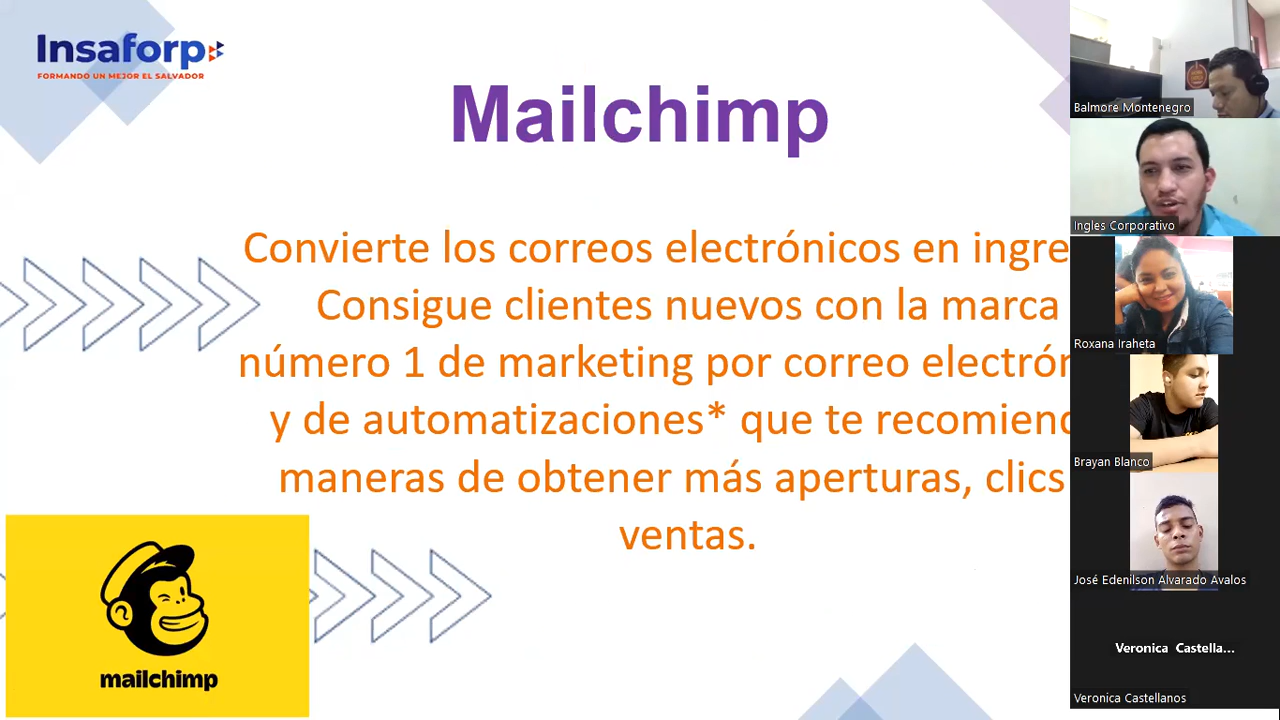 Insaforp
FORMANDO UN MEJOR EL SALVADOR
Mailchimp
Convierte los correos electrónicos en ingre
Consigue clientes nuevos con la marca
número 1 de marketing por correo electrón
y de automatizaciones* que te recomiend
maneras de obtener más aperturas, clics
ventas.
mailchimp
Balmore Montenegro
Ingles Corporativo
Roxana Iraheta
Brayan Blanco
José Edenilson Alvarado Avalos
Veronica Castella...
Veronica Castellanos